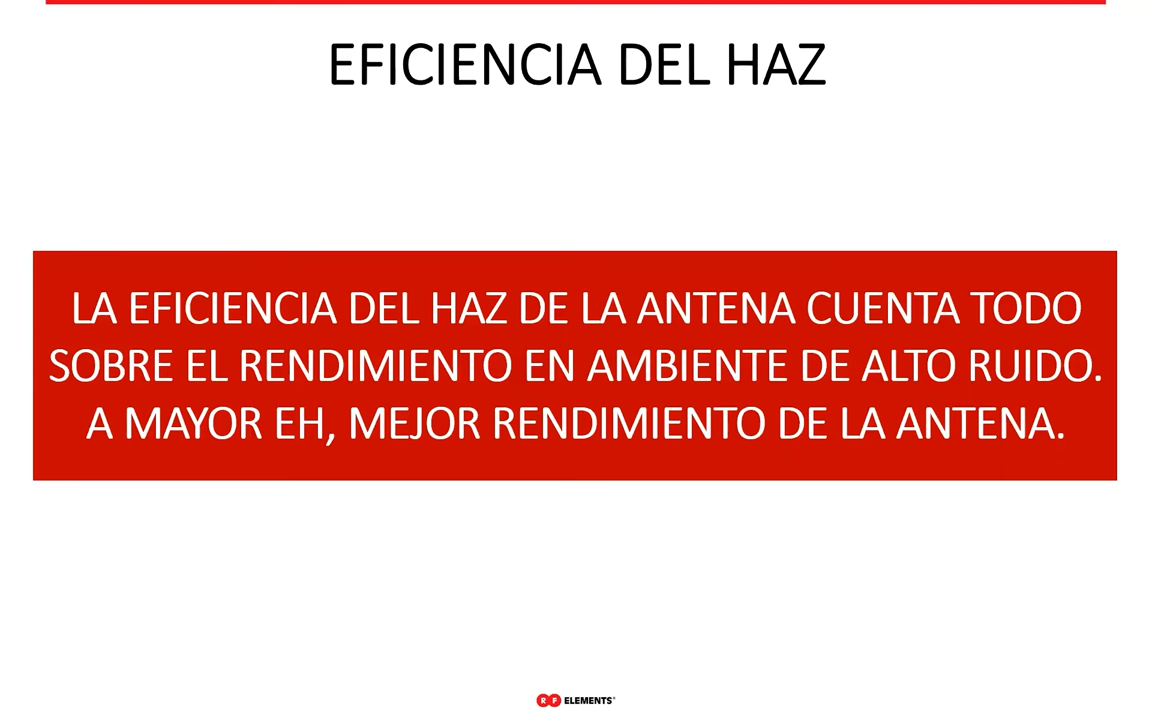 EFICIENCIA DEL HAZ
LA EFICIENCIA DEL HAZ DE LA ANTENA CUENTA TODO
SOBRE EL RENDIMIENTO EN AMBIENTE DE ALTO RUIDO.
A MAYOR EH, MEJOR RENDIMIENTO DE LA ANTENA.
RF ELEMENTS®